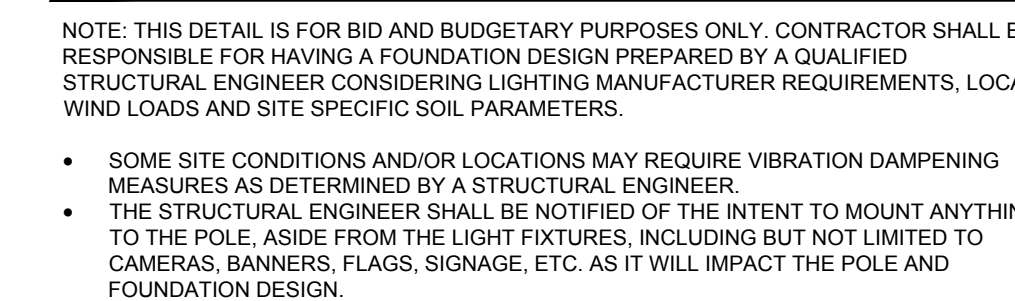 NOTE: THIS DETAIL IS FOR BID AND BUDGETARY PURPOSES ONLY. CONTRACTOR SHALL B
RESPONSIBLE FOR HAVING A FOUNDATION DESIGN PREPARED BY A QUALIFIED
STRUCTURAL ENGINEER CONSIDERING LIGHTING MANUFACTURER REQUIREMENTS, LOCA
WIND LOADS AND SITE SPECIFIC SOIL PARAMETERS.
• SOME SITE CONDITIONS AND/OR LOCATIONS MAY REQUIRE VIBRATION DAMPENING
MEASURES AS DETERMINED BY A STRUCTURAL ENGINEER.
• THE STRUCTURAL ENGINEER SHALL BE NOTIFIED OF THE INTENT TO MOUNT ANYTHIN
TO THE POLE, ASIDE FROM THE LIGHT FIXTURES, INCLUDING BUT NOT LIMITED TO
CAMERAS, BANNERS, FLAGS, SIGNAGE, ETC. AS IT WILL IMPACT THE POLE AND
FOUNDATION DESIGN.